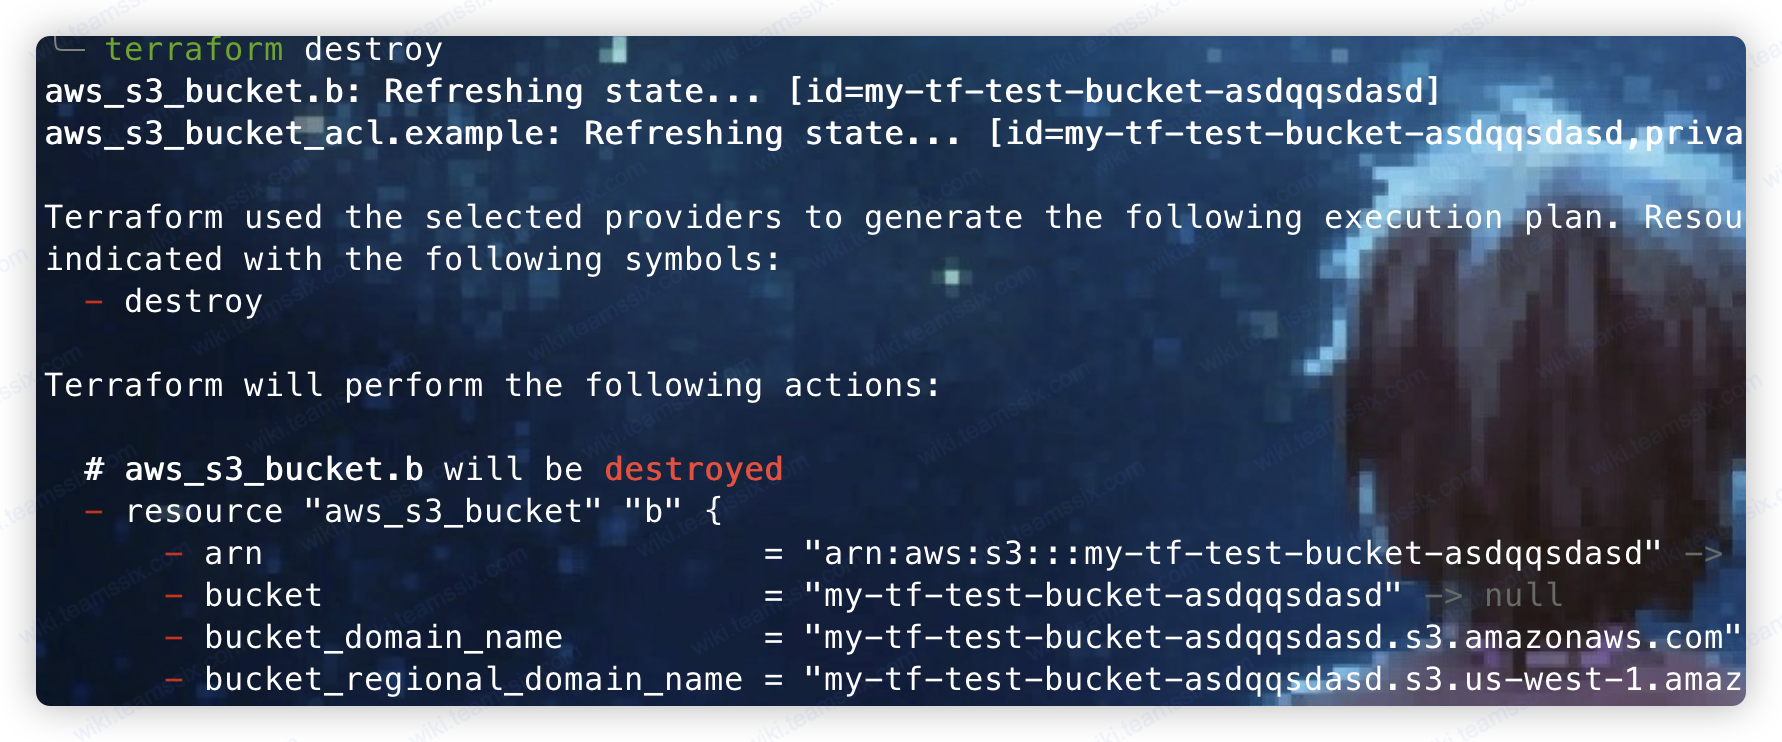 terraform destroy
aws_s3_bucket.b: Refreshing state... [id=my-tf-test-bucket-asdqqsdasd]
aws_s3_bucket_acl.example: Refreshing state... [id=my-tf-test-bucket-asdqqsdasd,priva
Terraform used the selected providers to generate the following execution plan. Resou
indicated with the following symbols:
- destroy
Terraform will perform the following actions:
# aws_s3_bucket.b will be destroyed
- resource "aws_s3_bucket" "b" {
- arn = "arn:aws:s3:::my-tf-test-bucket-asdqqsdasd" ->
- bucket = "my-tf-test-bucket-asdqqsdasd" -> null
- bucket_domain_name = "my-tf-test-bucket-asdqqsdasd.s3.amazonaws.com"
- bucket_regional_domain_name = "my-tf-test-bucket-asdqqsdasd.s3.us-west-1.amaz
wiki.teamssix.com